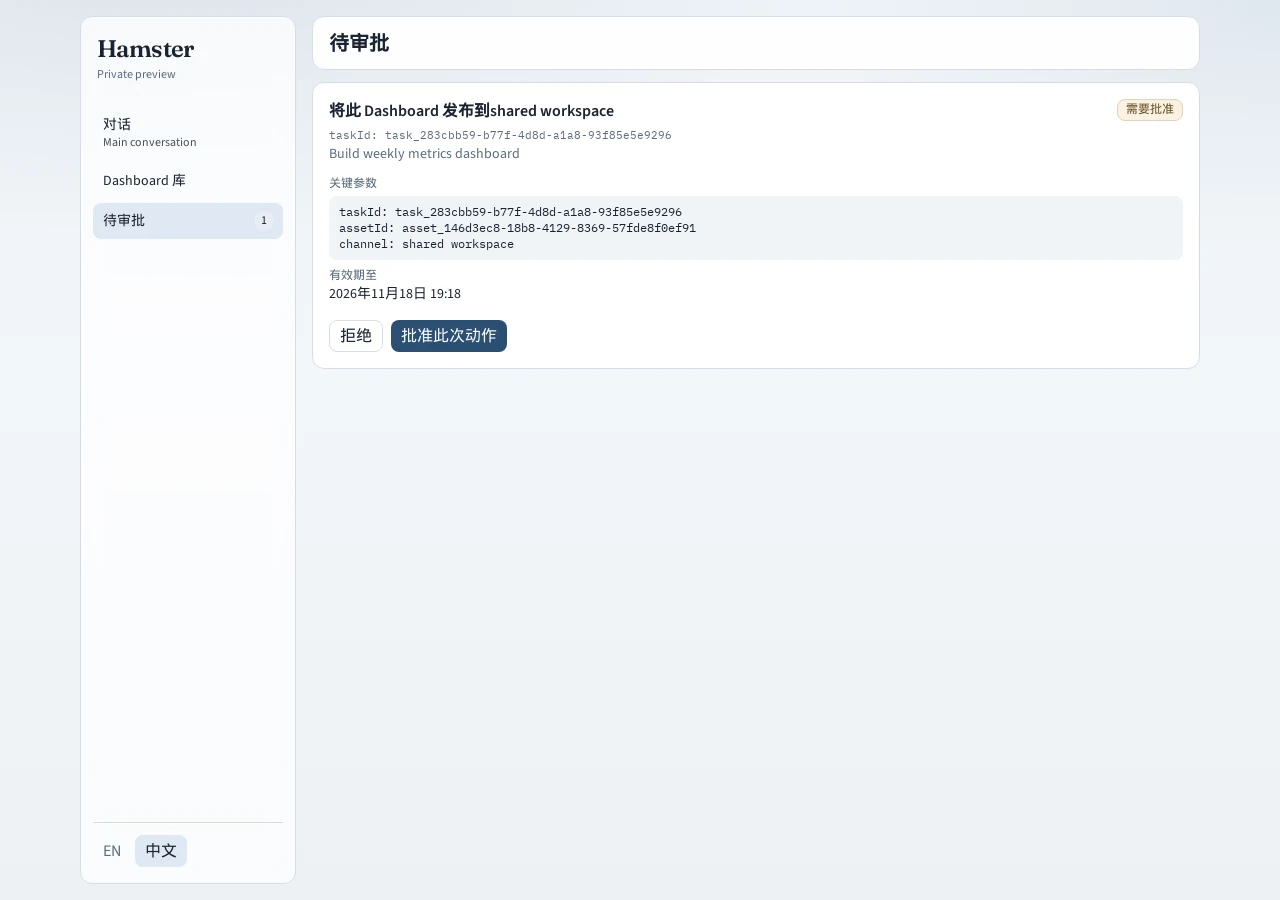 Hamster
Private preview
对话
Main conversation
Dashboard 库
待审批
1
EN
中文
待审批
将此 Dashboard 发布到shared workspace
需要批准
taskId: task_283cbb59-b77f-4d8d-a1a8-93f85e5e9296
Build weekly metrics dashboard
关键参数
taskId: task_283cbb59-b77f-4d8d-a1a8-93f85e5e9296
assetId: asset_146d3ec8-18b8-4129-8369-57fde8f0ef91
channel: shared workspace
有效期至
2026年11月18日 19:18
拒绝
批准此次动作